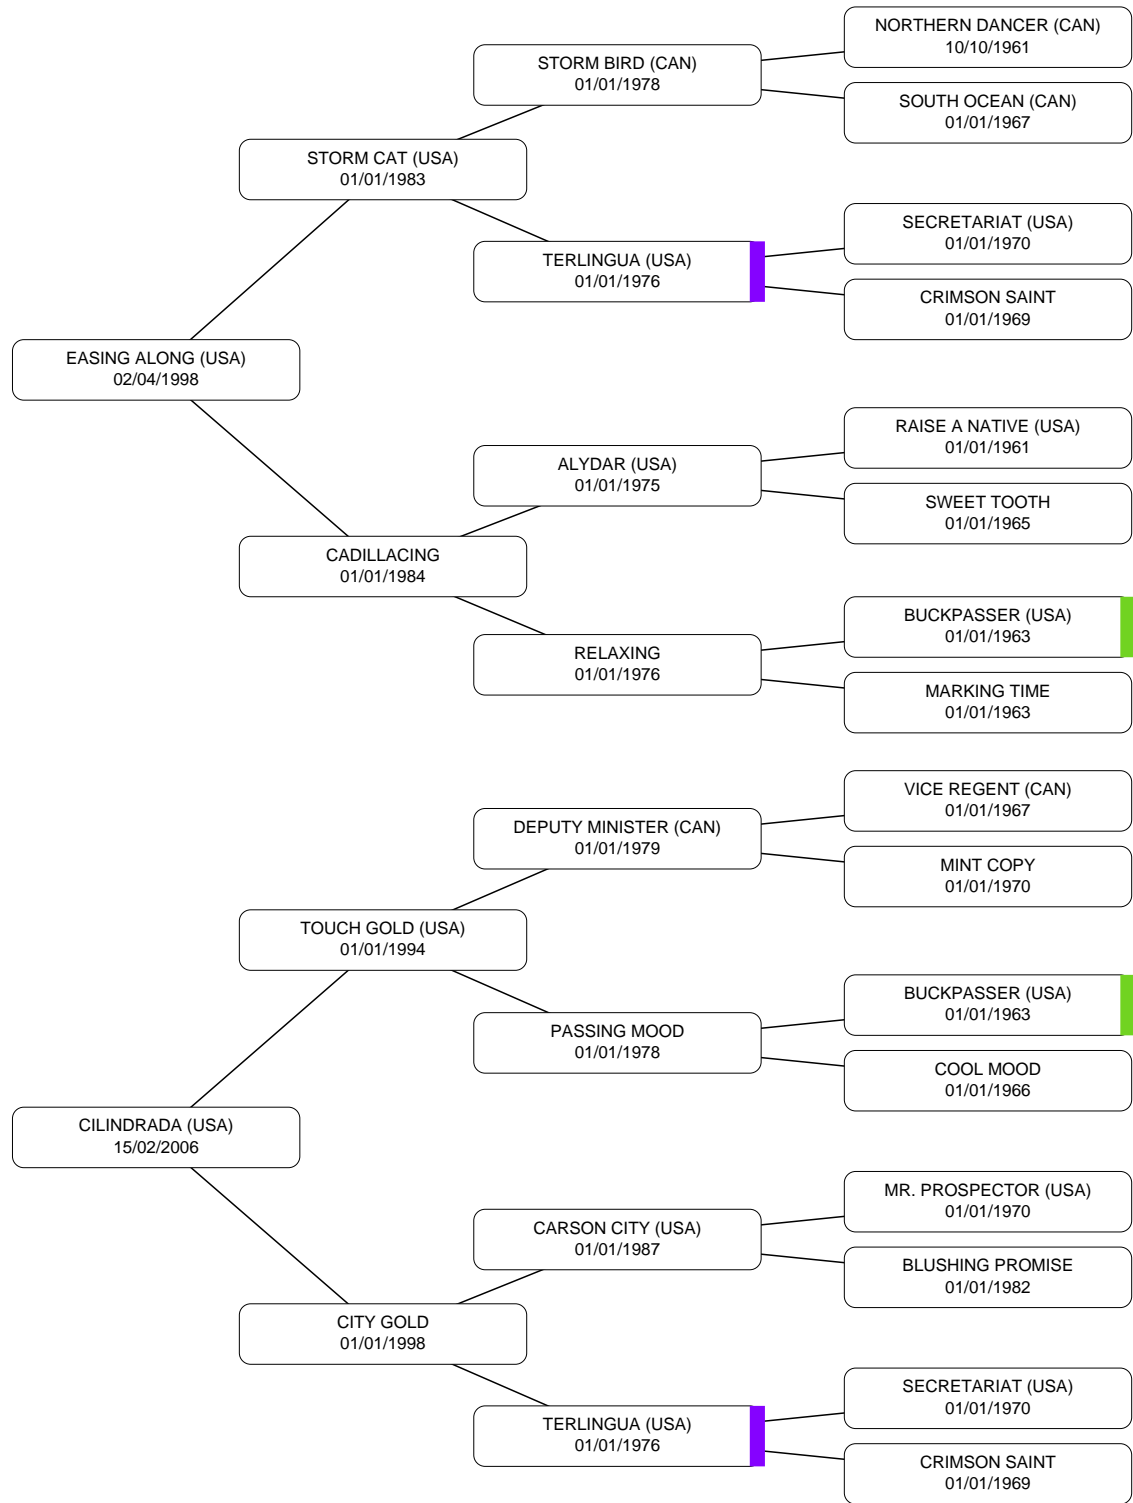 NORTHERN DANCER (CAN)
10/10/1961
STORM BIRD (CAN)
01/01/1978
SOUTH OCEAN (CAN)
01/01/1967
STORM CAT (USA)
01/01/1983
SECRETARIAT (USA)
01/01/1970
TERLINGUA (USA)
01/01/1976
CRIMSON SAINT
01/01/1969
EASING ALONG (USA)
02/04/1998
RAISE A NATIVE (USA)
01/01/1961
ALYDAR (USA)
01/01/1975
SWEET TOOTH
01/01/1965
CADILLACING
01/01/1984
BUCKPASSER (USA)
01/01/1963
RELAXING
01/01/1976
MARKING TIME
01/01/1963
VICE REGENT (CAN)
01/01/1967
DEPUTY MINISTER (CAN)
01/01/1979
MINT COPY
01/01/1970
TOUCH GOLD (USA)
01/01/1994
BUCKPASSER (USA)
01/01/1963
PASSING MOOD
01/01/1978
COOL MOOD
01/01/1966
CILINDRADA (USA)
15/02/2006
MR. PROSPECTOR (USA)
01/01/1970
CARSON CITY (USA)
01/01/1987
BLUSHING PROMISE
01/01/1982
CITY GOLD
01/01/1998
SECRETARIAT (USA)
01/01/1970
TERLINGUA (USA)
01/01/1976
CRIMSON SAINT
01/01/1969